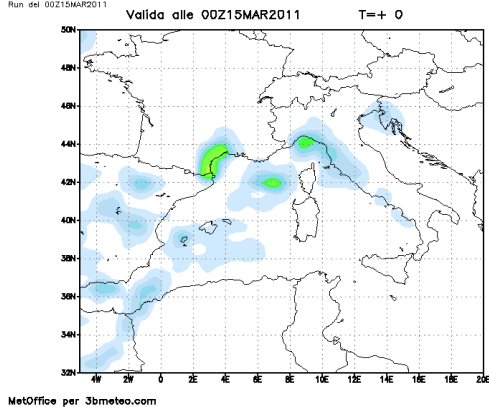 Run del 00Z15MAR2011
Valida alle 00Z15MAR2011 T=+ 0
50N
48N
46N
44N
42N
40N
38N
36N
34N
32N
4W 2W 0 2E 4E 6E 8E 10E 12E 14E 16E 18E 20E
MetOffice per 3bmeteo.com